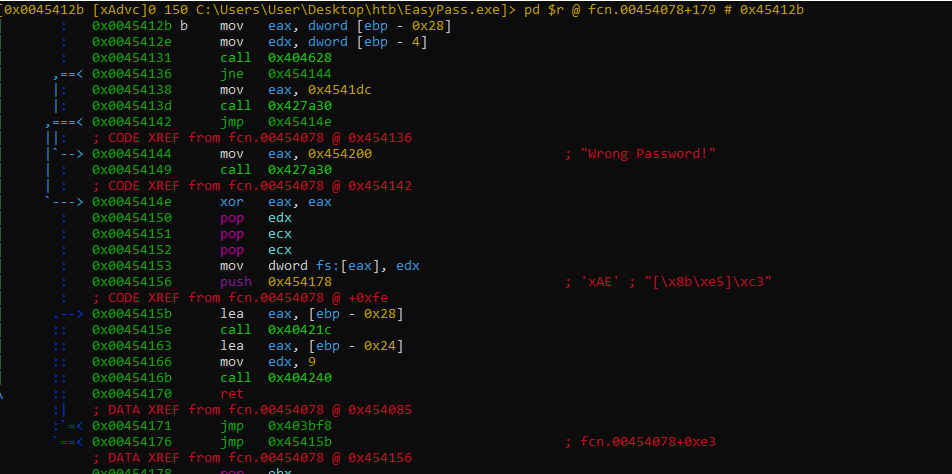 [0x0045412b [xAdvc]0 150 C:\Users\User\Desktop\htb\EasyPass.exe]> pd $r @ fcn.00454078+179 # 0x45412b
│ : 0x0045412b b mov eax, dword [ebp - 0x28]
│ : 0x0045412e mov edx, dword [ebp - 4]
│ : 0x00454131 call 0x404628
│ ,==< 0x00454136 jne 0x454144
│ |: 0x00454138 mov eax, 0x4541dc
│ |: 0x0045413d call 0x427a30
│ ,===< 0x00454142 jmp 0x45414e
│ ||: ; CODE XREF from fcn.00454078 @ 0x454136
│ |`--> 0x00454144 mov eax, 0x454200 ; "Wrong Password!"
│ | : 0x00454149 call 0x427a30
│ | : ; CODE XREF from fcn.00454078 @ 0x454142
│ `---> 0x0045414e xor eax, eax
│ : 0x00454150 pop edx
│ : 0x00454151 pop ecx
│ : 0x00454152 pop ecx
│ : 0x00454153 mov dword fs:[eax], edx
│ : 0x00454156 push 0x454178 ; 'xAE' ; "[\x8b\xe5]\xc3"
│ : ; CODE XREF from fcn.00454078 @ +0xfe
│ .--> 0x0045415b lea eax, [ebp - 0x28]
│ :: 0x0045415e call 0x40421c
│ :: 0x00454163 lea eax, [ebp - 0x24]
│ :: 0x00454166 mov edx, 9
│ :: 0x0045416b call 0x404240
\ :: 0x00454170 ret
:| ; DATA XREF from fcn.00454078 @ 0x454085
:`=< 0x00454171 jmp 0x403bf8
`==< 0x00454176 jmp 0x45415b ; fcn.00454078+0xe3
; DATA XREF from fcn.00454078 @ 0x454156
0x00454178 pop ebx